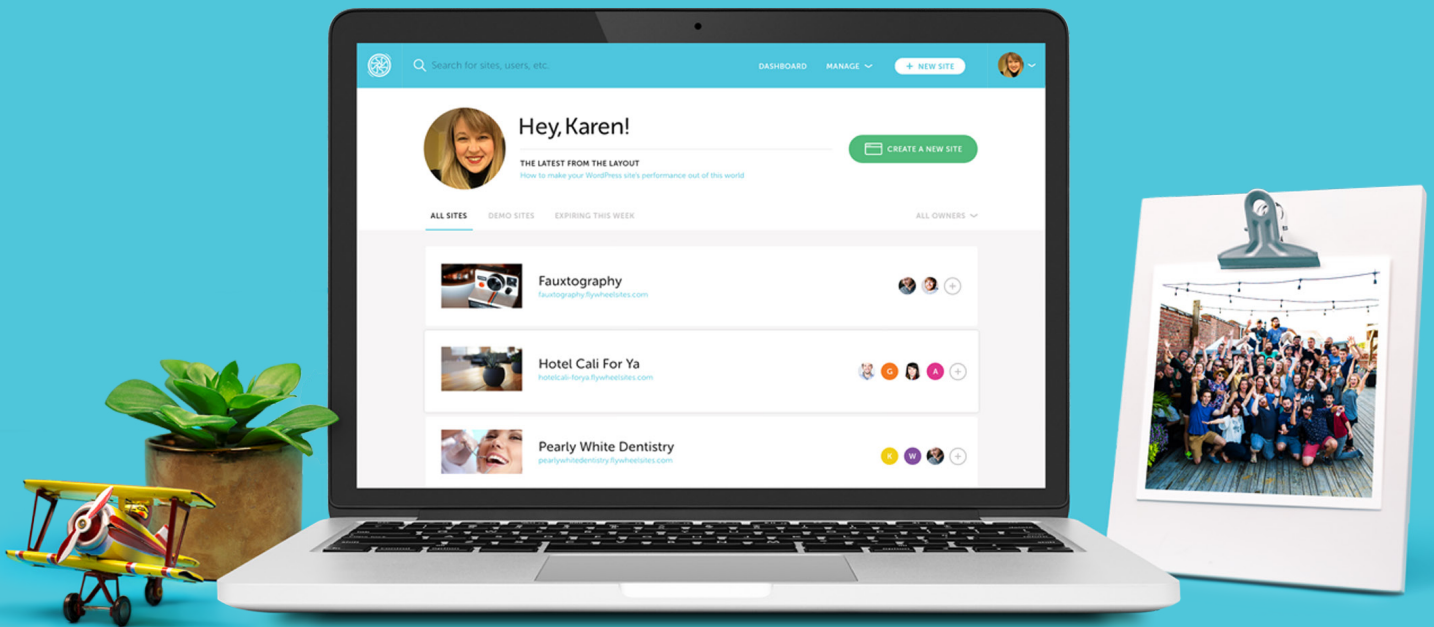 Search for sites, users, etc.
DASHBOARD
MANAGE
+ NEW SITE
Hey, Karen!
CREATE A NEW SITE
THE LATEST FROM THE LAYOUT
How to make your WordPress site's performance out of this world
ALL SITES
DEMO SITES
EXPIRING THIS WEEK
ALL OWNERS
Fauxtography
fauxtography.flywheelsites.com
Hotel Cali For Ya
G
A
hotelcali-forya.flywheelsites.com
Pearly White Dentistry
K
W
pearlywhitedentistry.flywheelsites.com